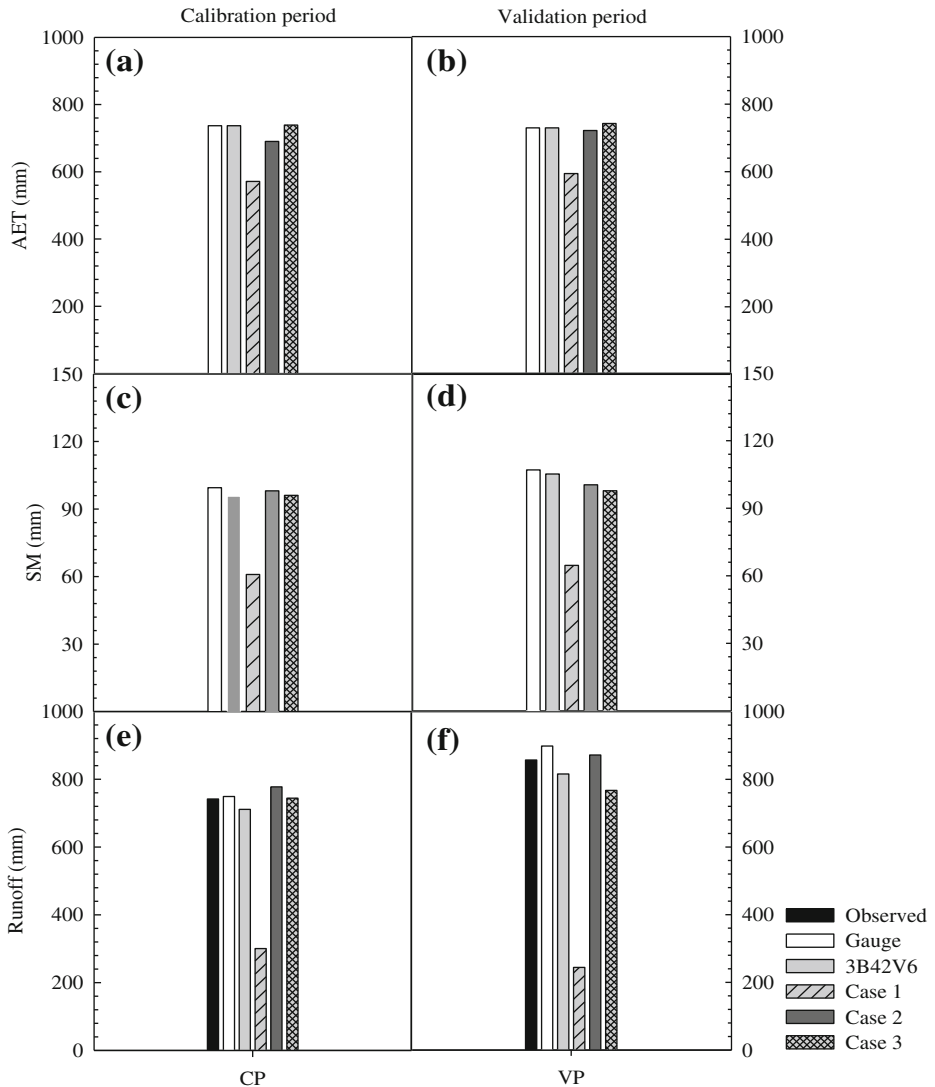 Calibration period Validation period
1000 (a) (b) 1000
800 800
AET (mm)
600 600
400 400
200 200
150 (c) (d) 150
120 120
SM (mm)
90 90
60 60
30 30
1000 (e) (f) 1000
800 800
Runoff (mm)
600 600
400 400
200 200
0 0
CP VP
Observed
Gauge
3B42V6
Case 1
Case 2
Case 3